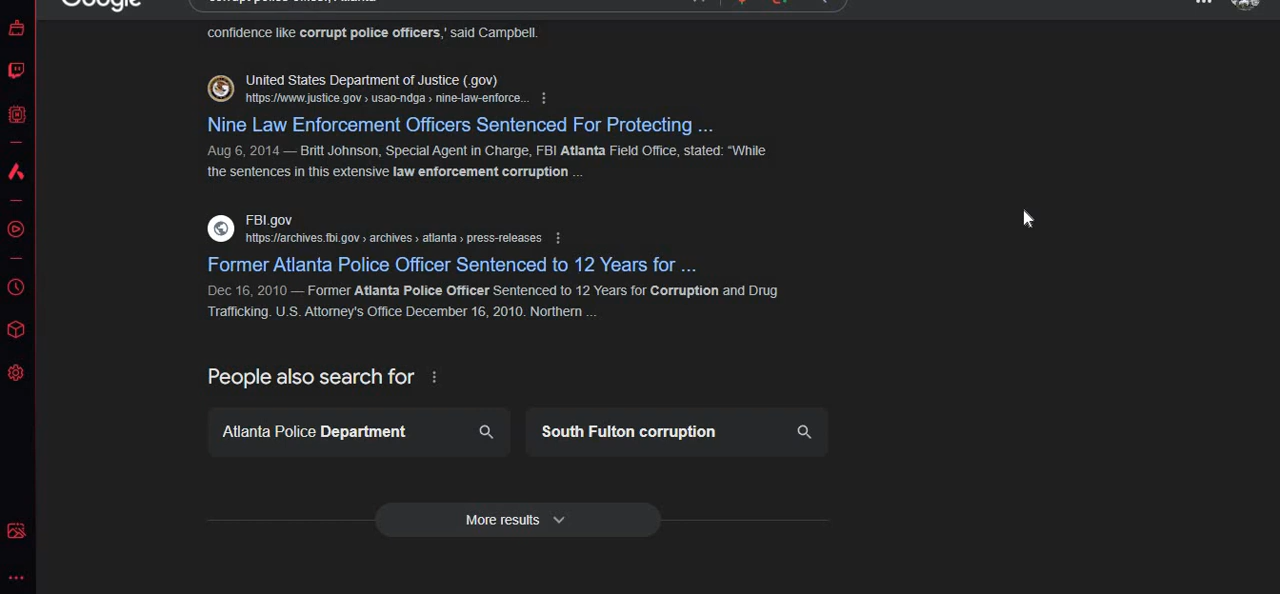 Google
confidence like corrupt police officers,' said Campbell.
United States Department of Justice (.gov)
https://www.justice.gov › usao-ndga › nine-law-enforce...
Nine Law Enforcement Officers Sentenced For Protecting ...
Aug 6, 2014 — Britt Johnson, Special Agent in Charge, FBI Atlanta Field Office, stated: “While
the sentences in this extensive law enforcement corruption ...
FBI.gov
https://archives.fbi.gov › archives › atlanta › press-releases
Former Atlanta Police Officer Sentenced to 12 Years for ...
Dec 16, 2010 — Former Atlanta Police Officer Sentenced to 12 Years for Corruption and Drug
Trafficking. U.S. Attorney's Office December 16, 2010. Northern ...
People also search for
Atlanta Police Department
South Fulton corruption
More results